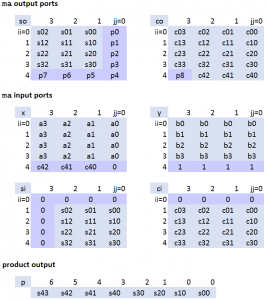 ma output ports
so 3 2 1 jj=0 co 3 2 1 jj=0
ii=0 s02 s01 s00 p0 ii=0 c03 c02 c01 c00
1 s12 s11 s10 p1 1 c13 c12 c11 c10
2 s22 s21 s20 p2 2 c23 c22 c21 c20
3 s32 s31 s30 p3 3 c33 c32 c31 c30
4 p7 p6 p5 p4 4 p8 c42 c41 c40
ma input ports
x 3 2 1 jj=0 y 3 2 1 jj=0
ii=0 a3 a2 a1 a0 ii=0 b0 b0 b0 b0
1 a3 a2 a1 a0 1 b1 b1 b1 b1
2 a3 a2 a1 a0 2 b2 b2 b2 b2
3 a3 a2 a1 a0 3 b3 b3 b3 b3
4 c42 c41 c40 0 4 1 1 1 1
si 3 2 1 jj=0 ci 3 2 1 jj=0
ii=0 0 0 0 0 ii=0 0 0 0 0
1 0 s02 s01 s00 1 c03 c02 c01 c00
2 0 s12 s11 s10 2 c13 c12 c11 c10
3 0 s22 s21 s20 3 c23 c22 c21 c20
4 0 s32 s31 s30 4 c33 c32 c31 c30
product output
p 6 5 4 3 2 1 0 0
s43 s42 s41 s40 s30 s20 s10 s00